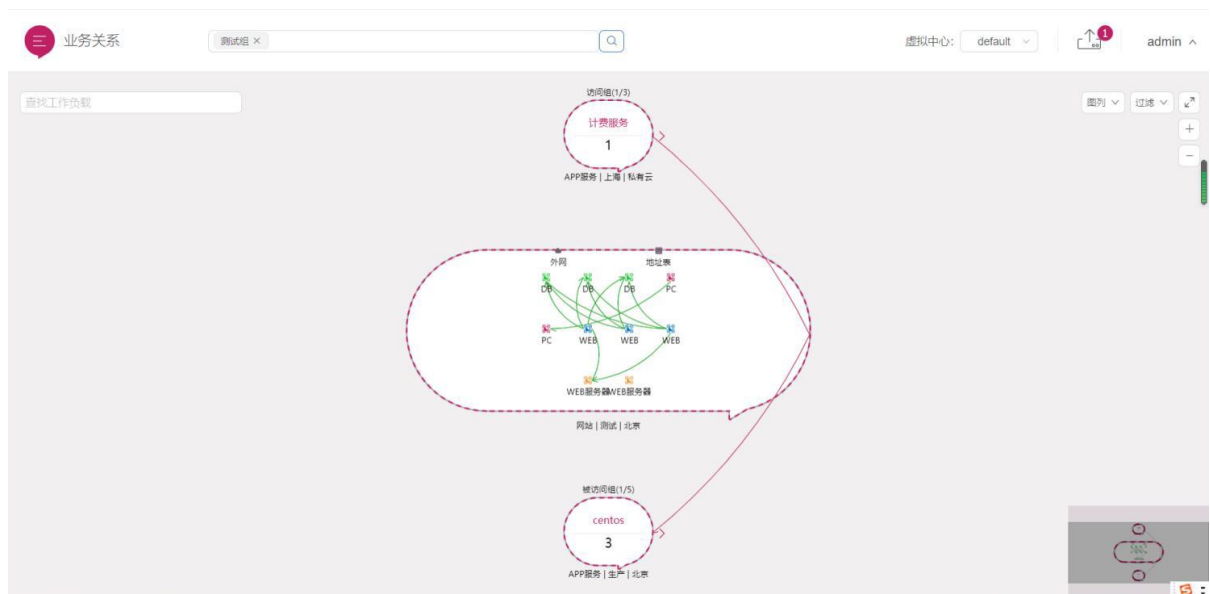 业务关系
测试组 ×
虚拟中心: default
1
admin
查找工作负载
图列
过滤
访问组(1/3)
计费服务
1
APP服务 | 上海 | 私有云
外网 地址表
DB DB DB PC
PC WEB WEB WEB
WEB服务器 WEB服务器
网站 | 测试 | 北京
被访问组(1/5)
centos
3
APP服务 | 生产 | 北京